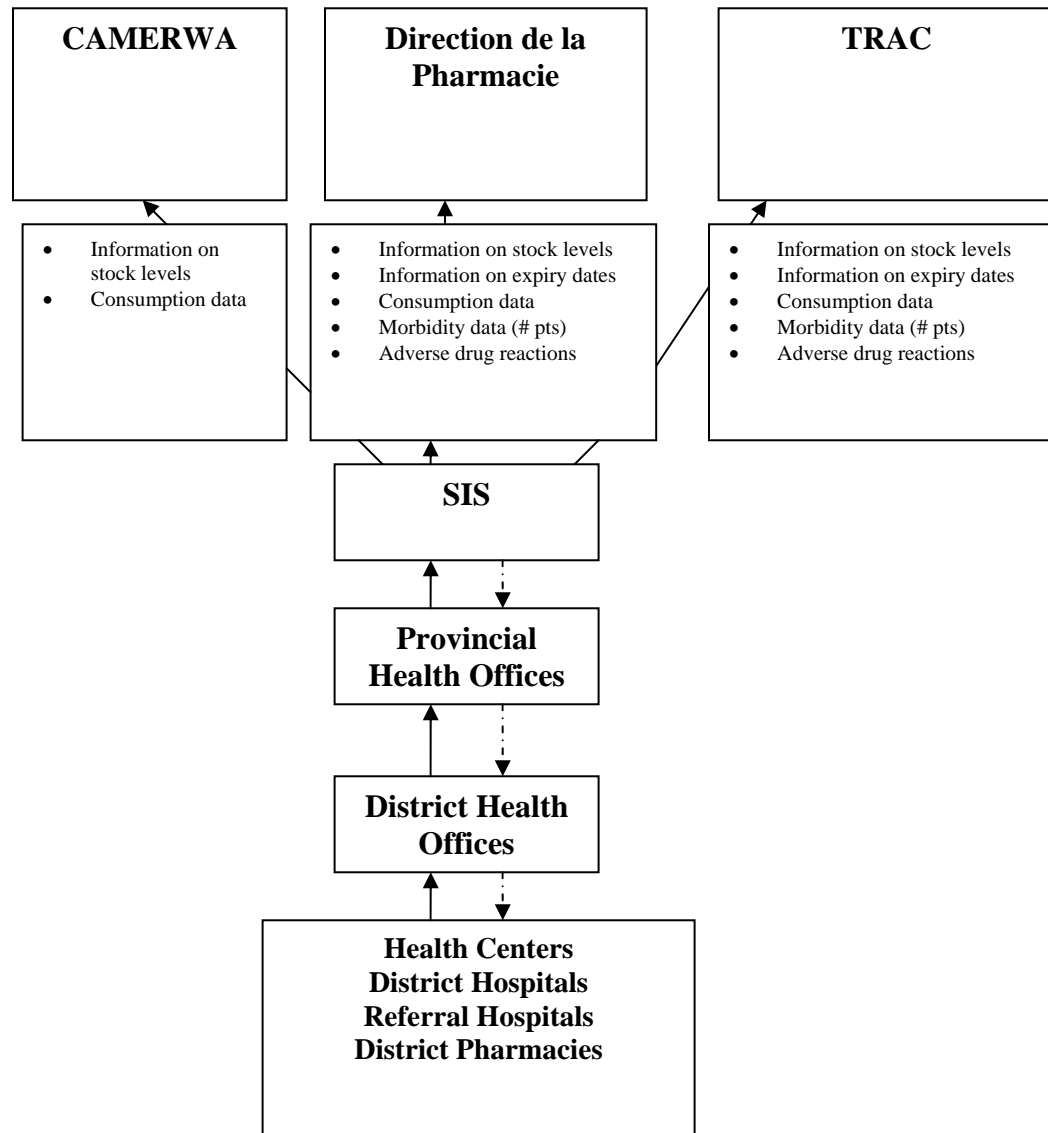 CAMERWA
Direction de la
Pharmacie
TRAC
• Information on
stock levels
• Consumption data
• Information on stock levels
• Information on expiry dates
• Consumption data
• Morbidity data (# pts)
• Adverse drug reactions
• Information on stock levels
• Information on expiry dates
• Consumption data
• Morbidity data (# pts)
• Adverse drug reactions
SIS
Provincial
Health Offices
District Health
Offices
Health Centers
District Hospitals
Referral Hospitals
District Pharmacies